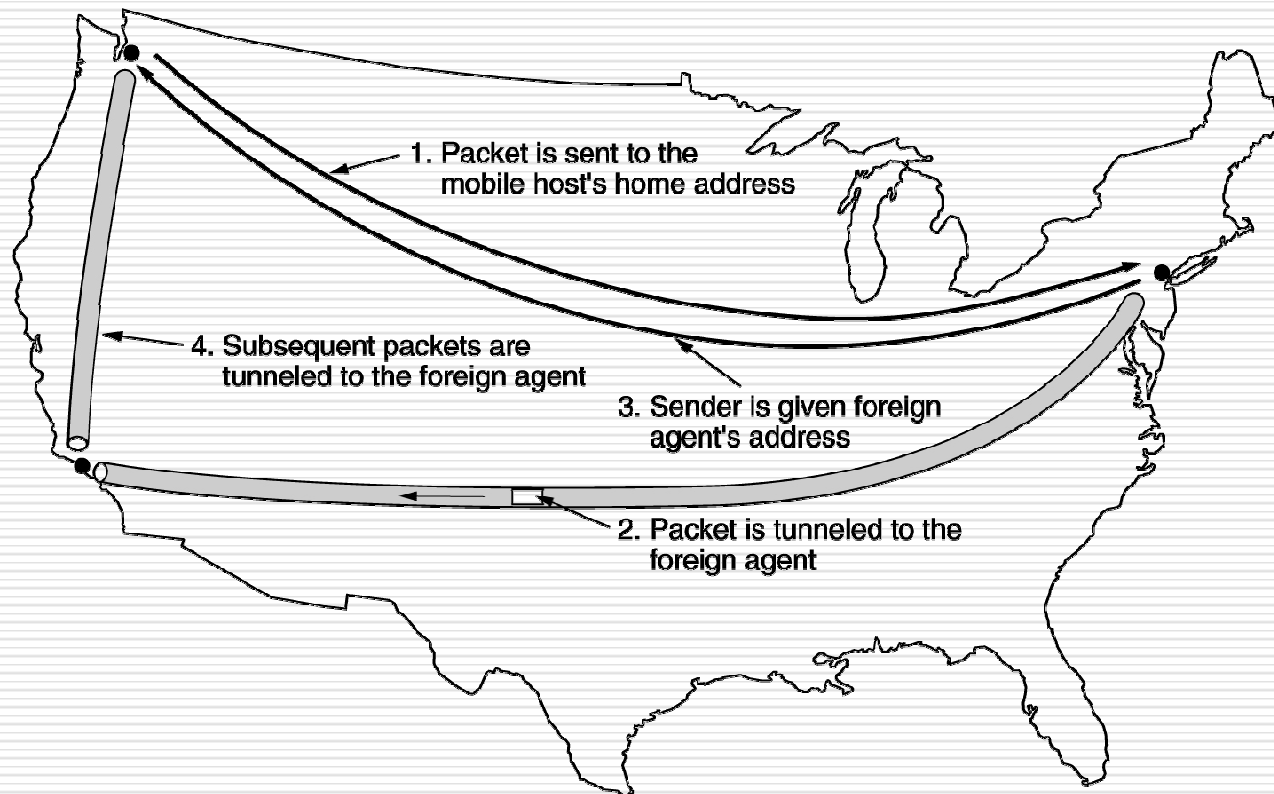 1. Packet is sent to the
mobile host's home address
4. Subsequent packets are
tunneled to the foreign agent
3. Sender is given foreign
agent's address
2. Packet is tunneled to the
foreign agent